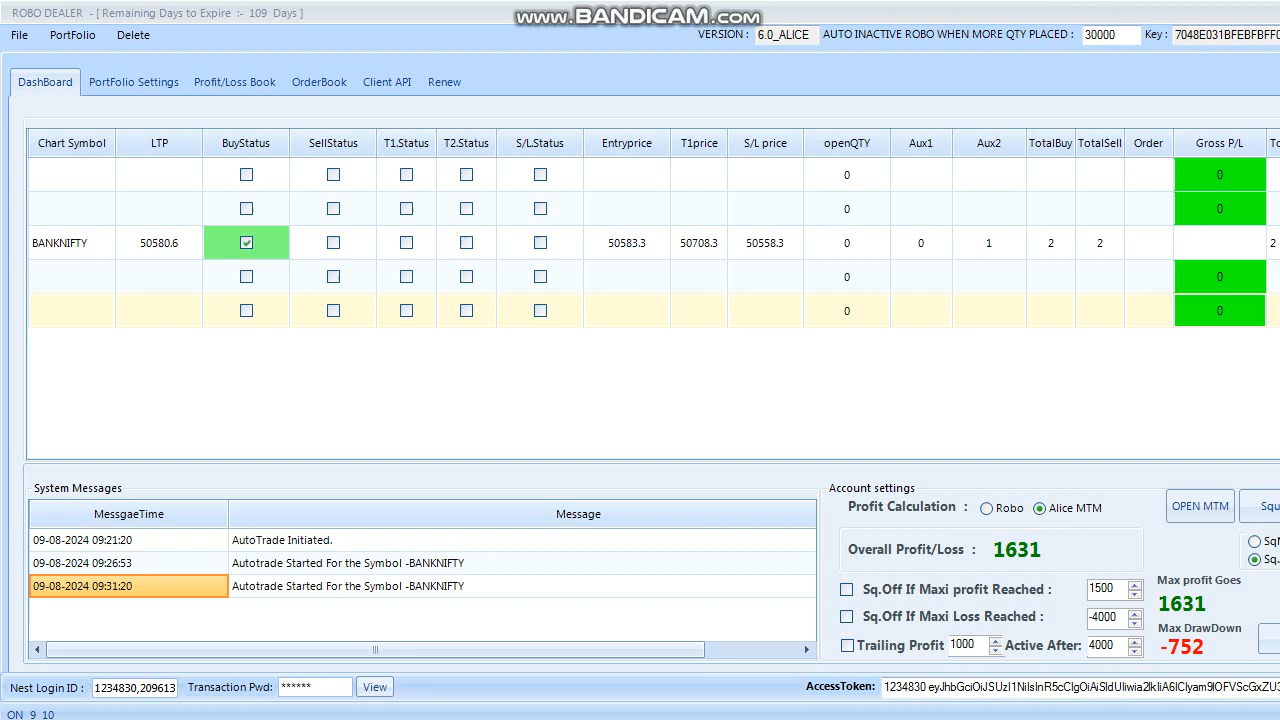 ROBO DEALER - [ Remaining Days to Expire :- 109 Days ]
www.BANDICAM.com
File PortFolio Delete
VERSION : 6.0_ALICE AUTO INACTIVE ROBO WHEN MORE QTY PLACED : 30000 Key : 7048E031BFEBFBFF0
DashBoard PortFolio Settings Profit/Loss Book OrderBook Client API Renew
Chart Symbol LTP BuyStatus SellStatus T1.Status T2.Status S/L.Status Entryprice T1price S/L price openQTY Aux1 Aux2 TotalBuy TotalSell Order Gross P/L To
0 0
0 0
BANKNIFTY 50580.6 50583.3 50708.3 50558.3 0 0 1 2 2 2
0 0
0 0
System Messages
MessgaeTime Message
09-08-2024 09:21:20 AutoTrade Initiated.
09-08-2024 09:26:53 Autotrade Started For the Symbol -BANKNIFTY
09-08-2024 09:31:20 Autotrade Started For the Symbol -BANKNIFTY
Account settings
Profit Calculation : Robo Alice MTM
OPEN MTM Squ
Overall Profit/Loss : 1631
Sq.
Sq.Off If Maxi profit Reached : 1500
Sq.Off If Maxi Loss Reached : -4000
Trailing Profit 1000 Active After: 4000
Max profit Goes
1631
Max DrawDown
-752
Nest Login ID : 1234830,209613 Transaction Pwd: ****** View
AccessToken: 1234830
ON 9 10